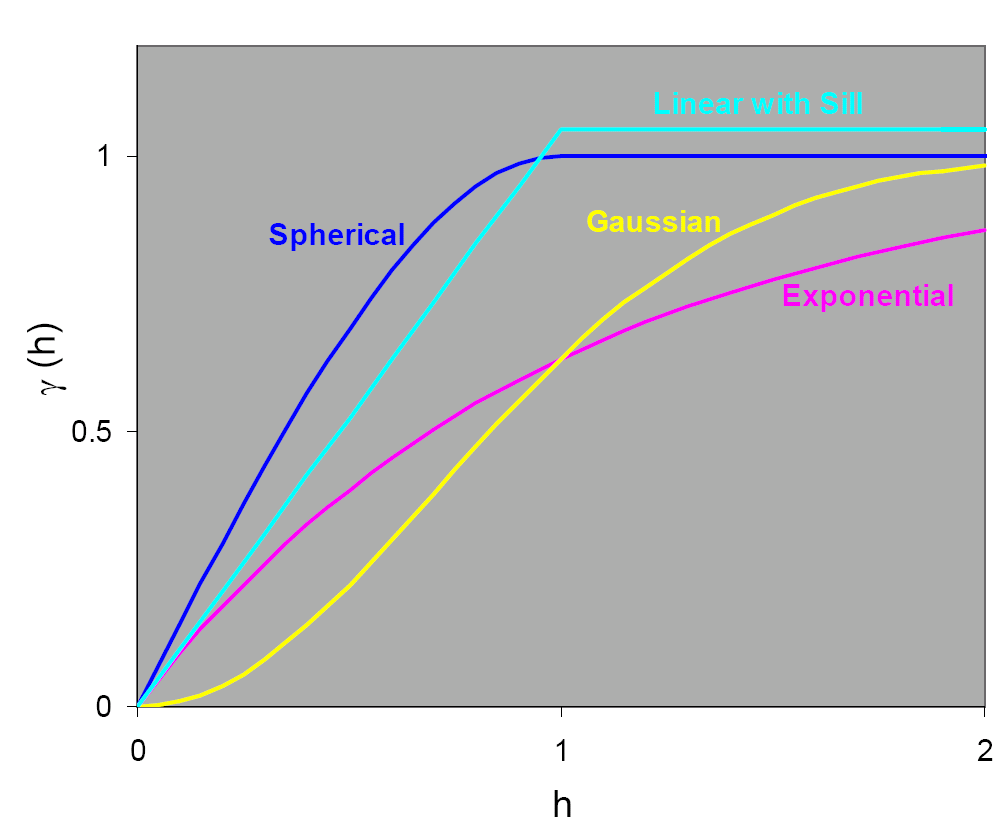 Linear with Sill
1
Spherical
Gaussian
Exponential
γ (h)
0.5
0
0
1
2
h